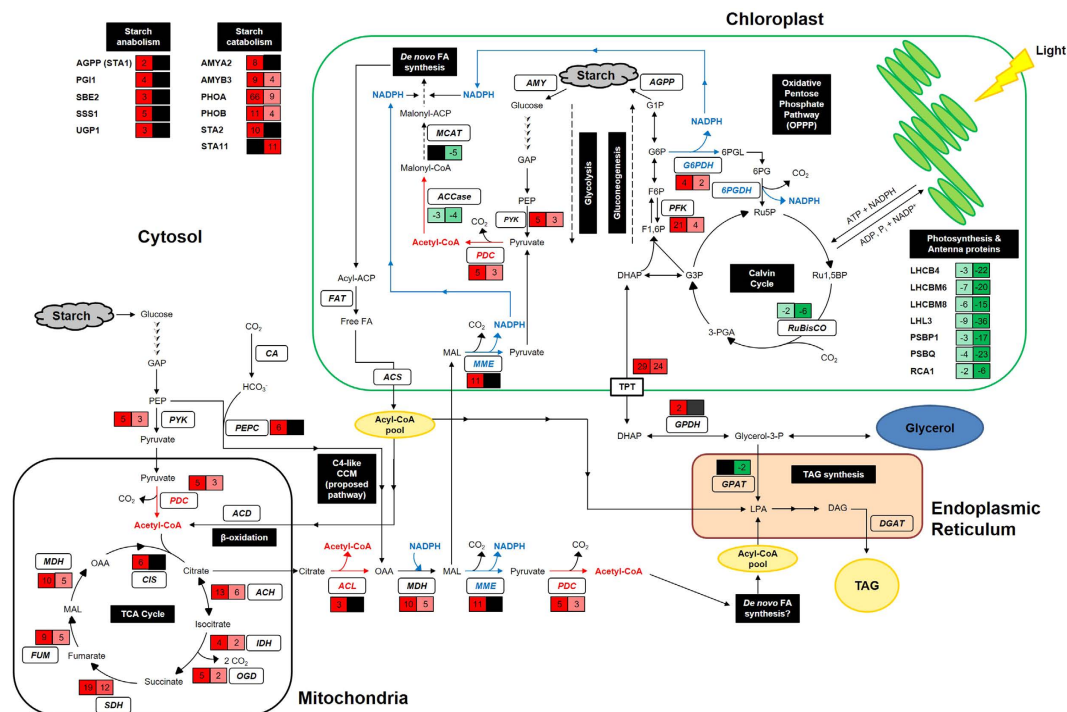 Chloroplast
Starch
anabolism
Starch
catabolism
AGPP (STA1) 2
PGI1 4
SBE2 3
SSS1 5
UGP1 3
AMYA2 8
AMYB3 9 4
PHOA 66 9
PHOB 11 4
STA2 10
STA11 11
De novo FA
synthesis
NADPH
NADPH
Malonyl-ACP
MCAT
-5
Malonyl-CoA
ACCase
-3 -4
Acetyl-CoA
CO2
PDC
5 3
AMY
Starch
AGPP
Glucose
GAP
PEP
PYK
5 3
Pyruvate
Glycolysis
Gluconeogenesis
G1P
G6P
NADPH
6PGL
G6PDH
4 2
6PG
6PGDH
CO2
NADPH
F6P
PFK
21 4
F1,6P
Ru5P
DHAP
G3P
Calvin
Cycle
Ru1,5BP
-2 -6
RuBisCO
3-PGA
CO2
Oxidative
Pentose
Phosphate
Pathway
(OPPP)
Light
ATP + NADPH
ADP, Pi + NADP+
Photosynthesis &
Antenna proteins
LHCB4 -3 -22
LHCBM6 -7 -20
LHCBM8 -6 -15
LHL3 -9 -36
PSBP1 -3 -17
PSBQ -4 -23
RCA1 -2 -6
Acyl-ACP
FAT
Free FA
ACS
CO2
NADPH
MAL
Pyruvate
MME
11
29 24
TPT
Cytosol
Starch
Glucose
GAP
PEP
5 3
PYK
Pyruvate
CO2
CA
HCO3-
PEPC
6
Acyl-CoA
pool
C4-like
CCM
(proposed
pathway)
2
GPDH
DHAP
Glycerol-3-P
Glycerol
-2
GPAT
TAG synthesis
LPA
DAG
DGAT
Endoplasmic
Reticulum
Acyl-CoA
pool
TAG
De novo FA
synthesis?
Pyruvate
5 3
CO2
PDC
Acetyl-CoA
ACD
β-oxidation
MDH
10 5
OAA
6
CIS
Citrate
13 6
ACH
MAL
TCA Cycle
Isocitrate
9 5
FUM
4 2
IDH
Fumarate
2 CO2
5 2
OGD
Succinate
19 12
SDH
Mitochondria
Citrate
Acetyl-CoA
ACL
3
OAA
NADPH
MDH
10 5
MAL
CO2
NADPH
MME
11
Pyruvate
CO2
PDC
5 3
Acetyl-CoA